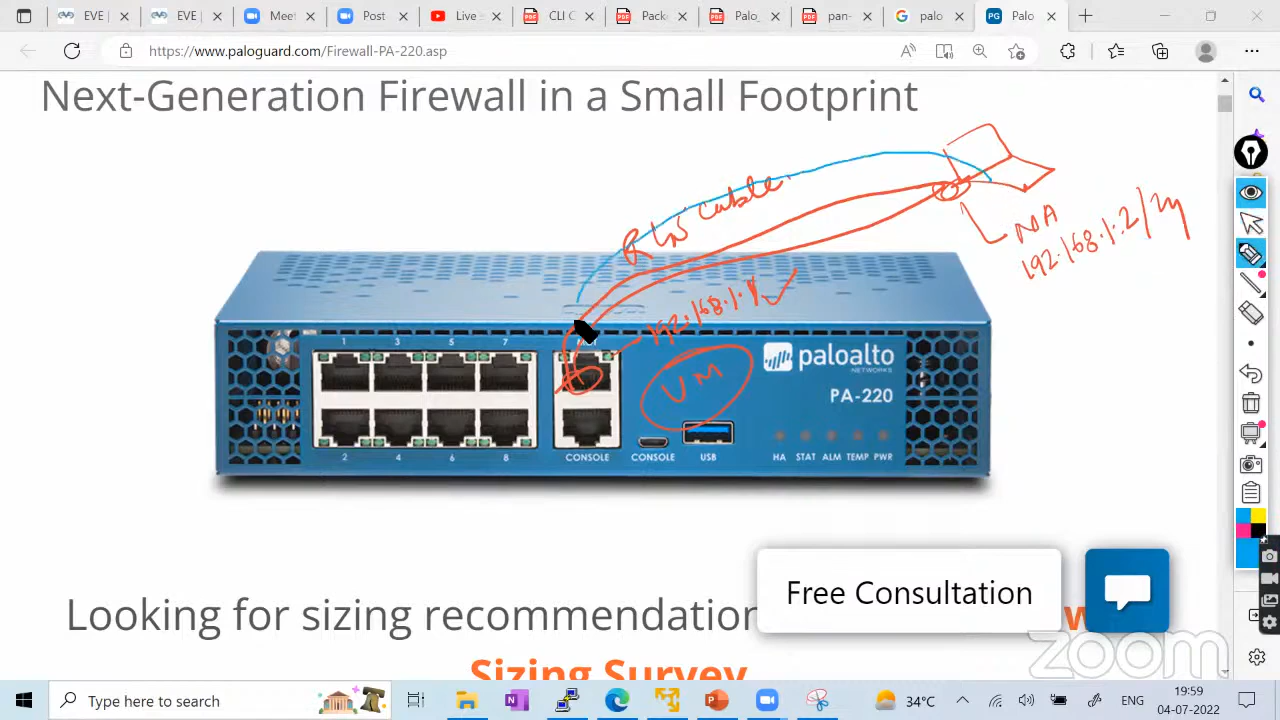 EVE
EVE
Mee
Post
Live
CLI C
Pack
Palo
pan-
palo
PG
Palo
https://www.paloguard.com/Firewall-PA-220.asp
Next-Generation Firewall in a Small Footprint
cable
NA
192.168.1.2/24
192.168.1.1
VM
1 3 5 7
paloalto
NETWORKS
PA-220
2 4 6 8
CONSOLE CONSOLE USB
HA STAT ALM TEMP PWR
Free Consultation
Looking for sizing recommendation
Sizing Survey
zoom
Type here to search
34°C
ENG
19:59
04-07-2022